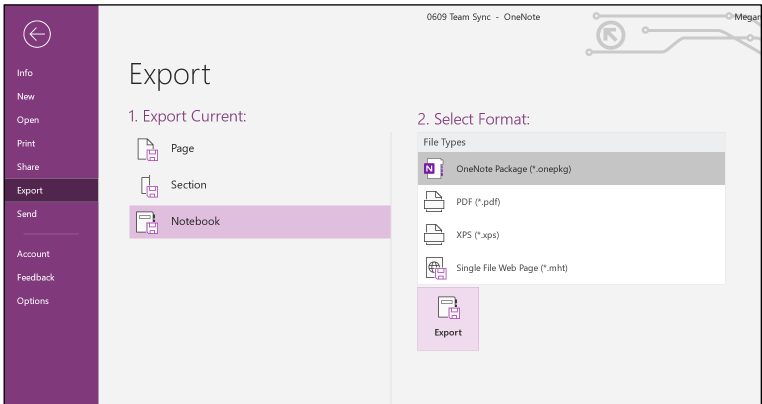 0609 Team Sync - OneNote
Megan
Info
New
Open
Print
Share
Export
Send
Account
Feedback
Options
Export
1. Export Current:
Page
Section
Notebook
2. Select Format:
File Types
N
OneNote Package (*.onepkg)
PDF (*.pdf)
XPS (*.xps)
Single File Web Page (*.mht)
Export